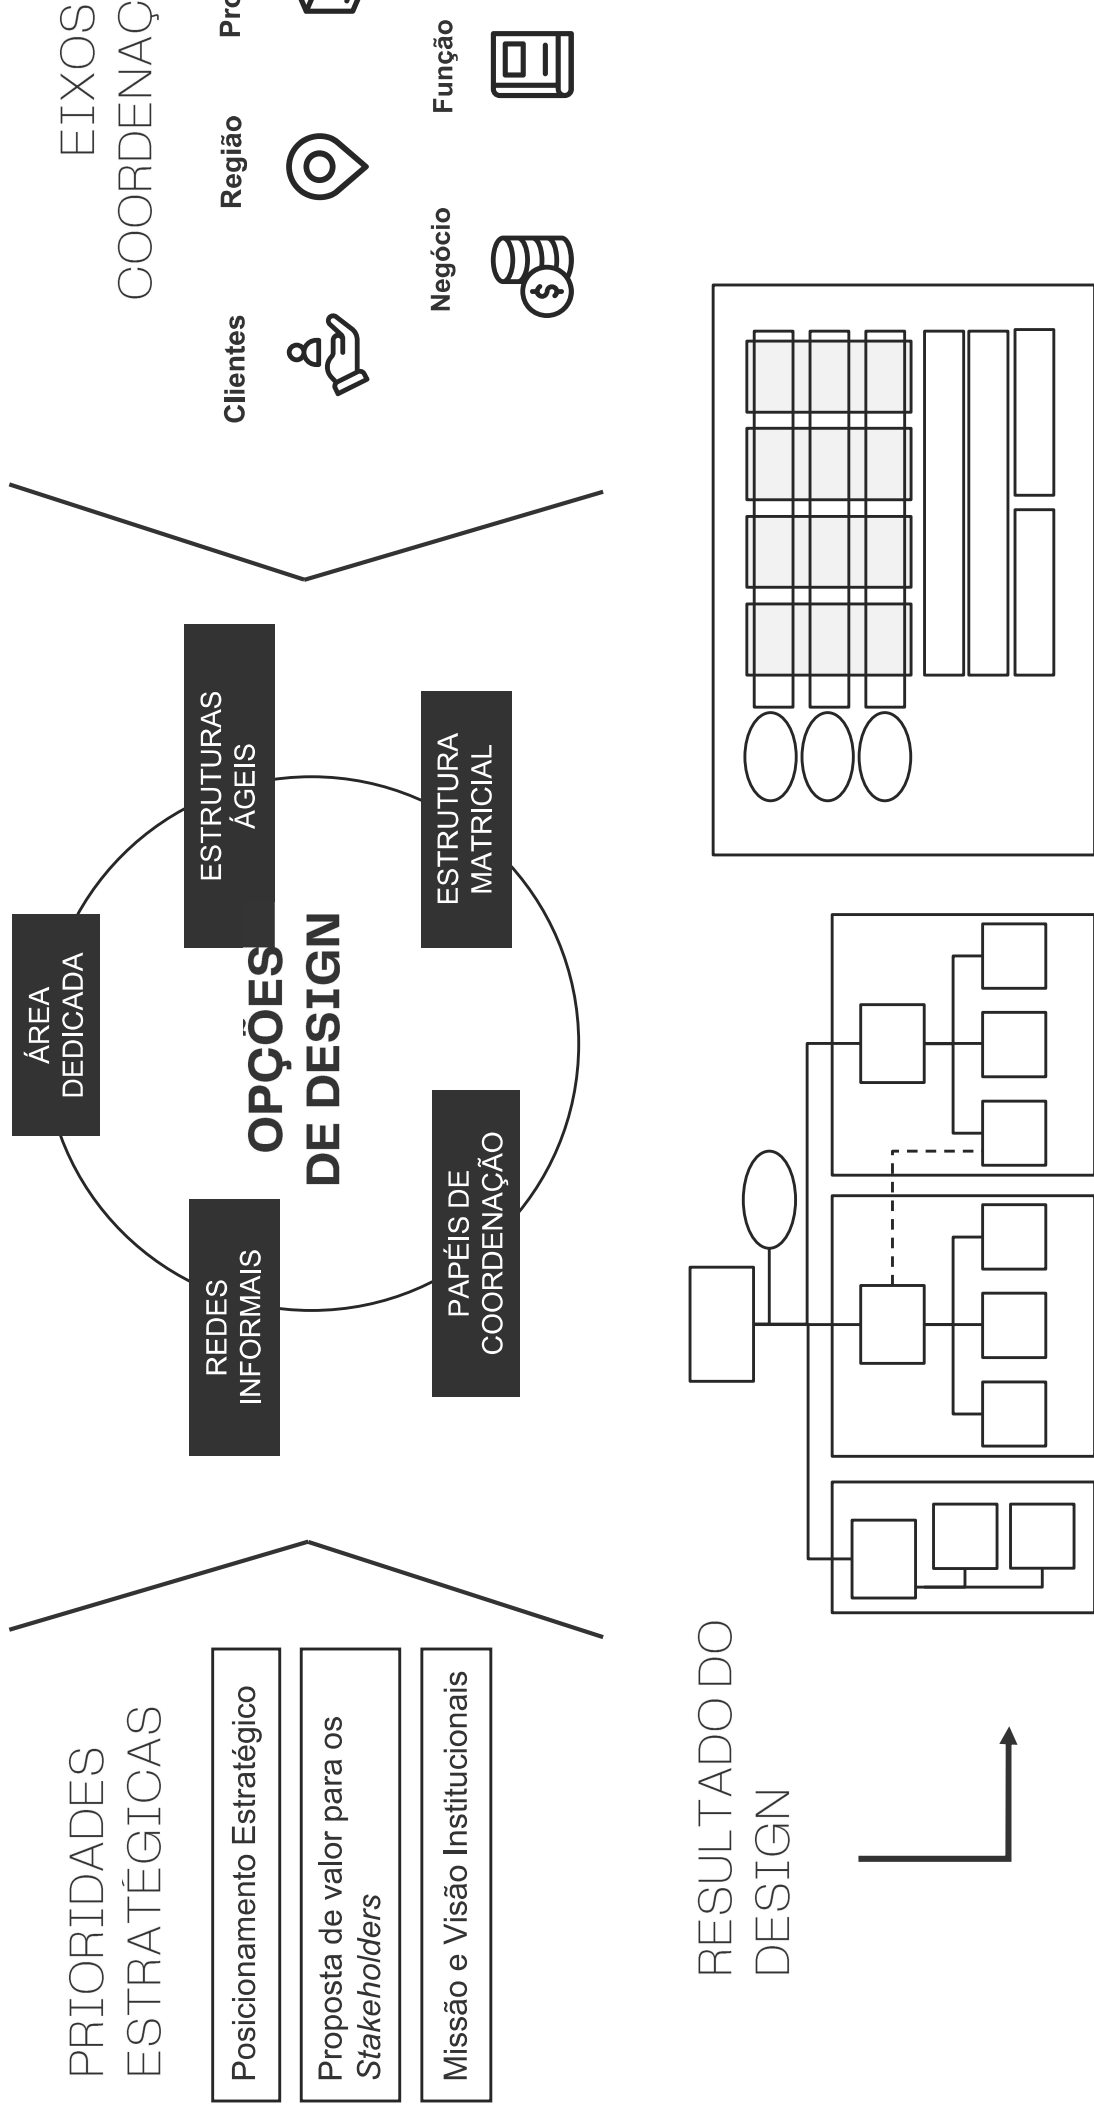 PRIORIDADES
ESTRATÉGICAS
Posicionamento Estratégico
Proposta de valor para os
Stakeholders
Missão e Visão Institucionais
ÁREA
DEDICADA
REDES
INFORMAIS
ESTRUTURAS
ÁGEIS
OPÇÕES
DE DESIGN
PAPÉIS DE
COORDENAÇÃO
ESTRUTURA
MATRICIAL
EIXOS
Clientes
Região
Negócio
Função
RESULTADO DO
DESIGN